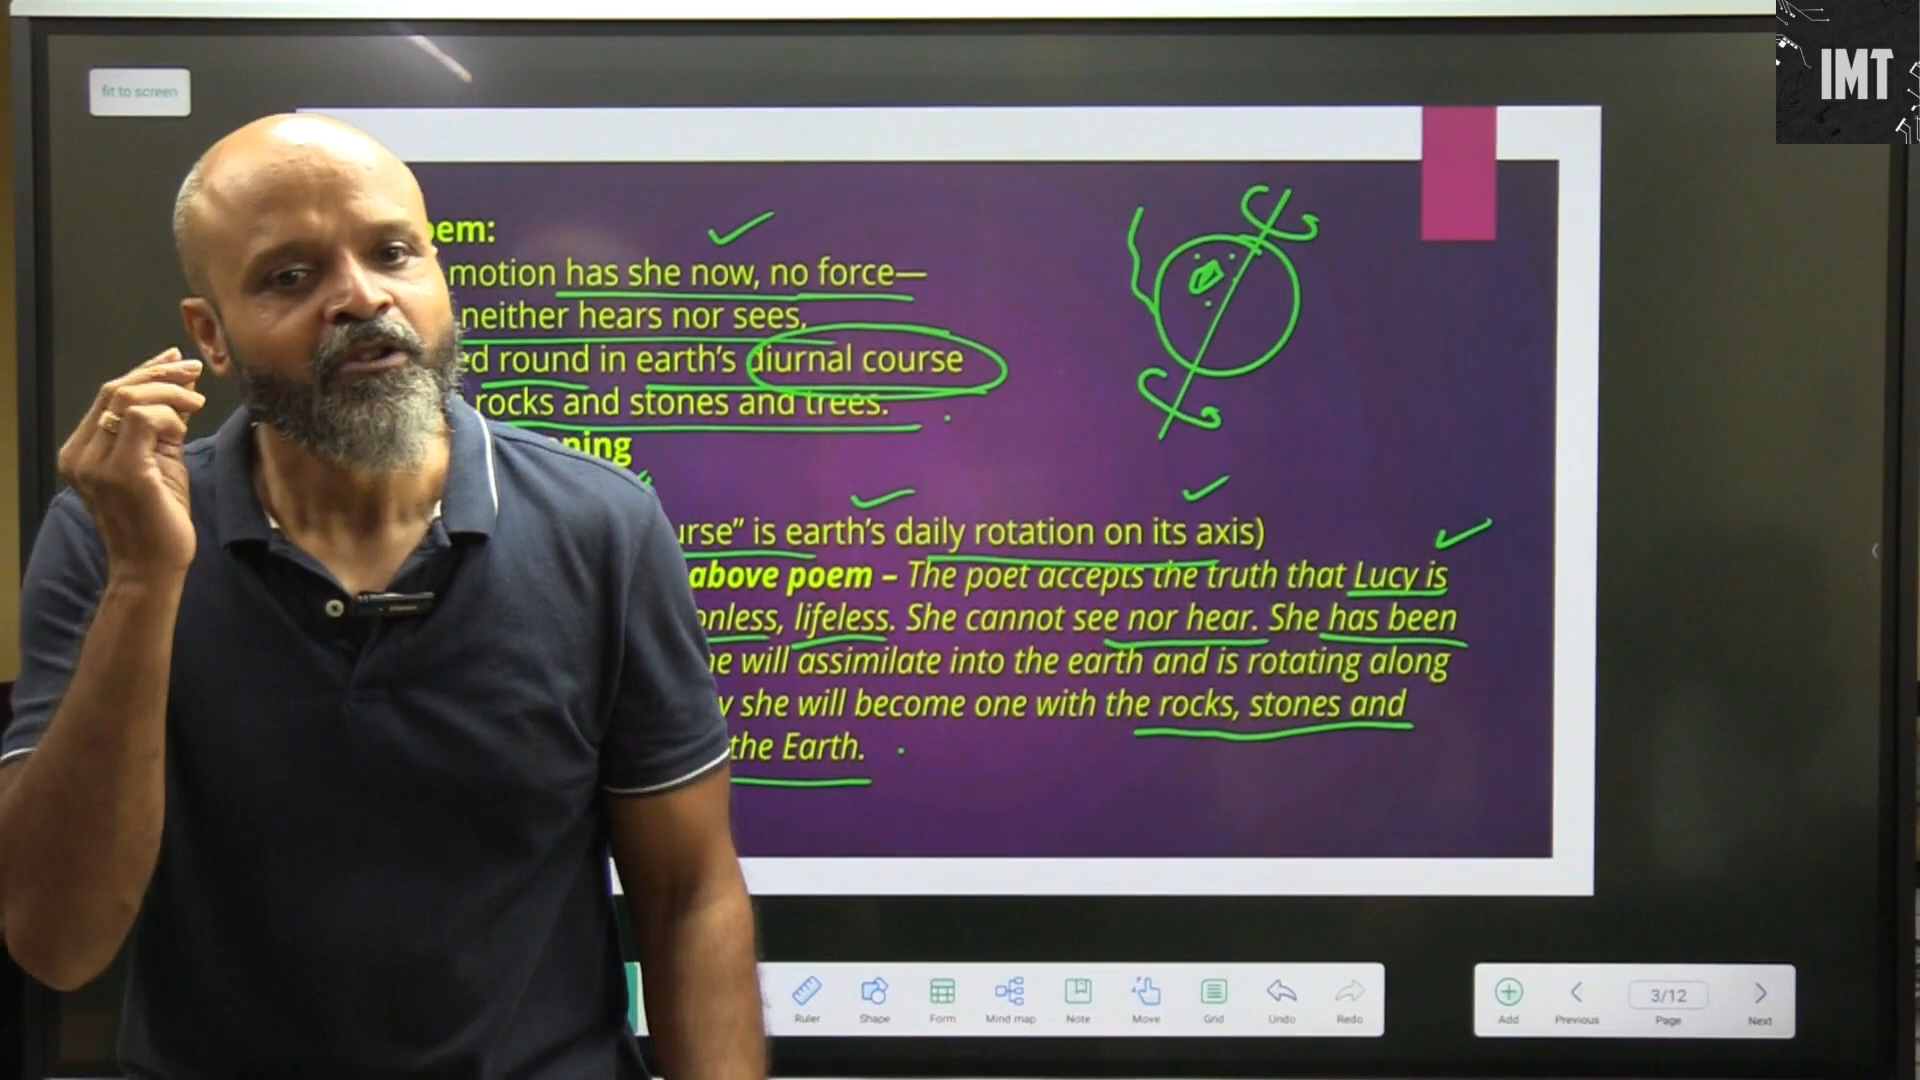 fit to screen
IMT
oem:
motion has she now, no force—
neither hears nor sees,
ed round in earth's diurnal course
rocks and stones and trees.
ning
urse" is earth's daily rotation on its axis)
above poem – The poet accepts the truth that Lucy is
onless, lifeless. She cannot see nor hear. She has been
he will assimilate into the earth and is rotating along
y she will become one with the rocks, stones and
the Earth.
Ruler Shape Form Mind map Note Move Grid Undo Redo
Add Previous 3/12 Page Next